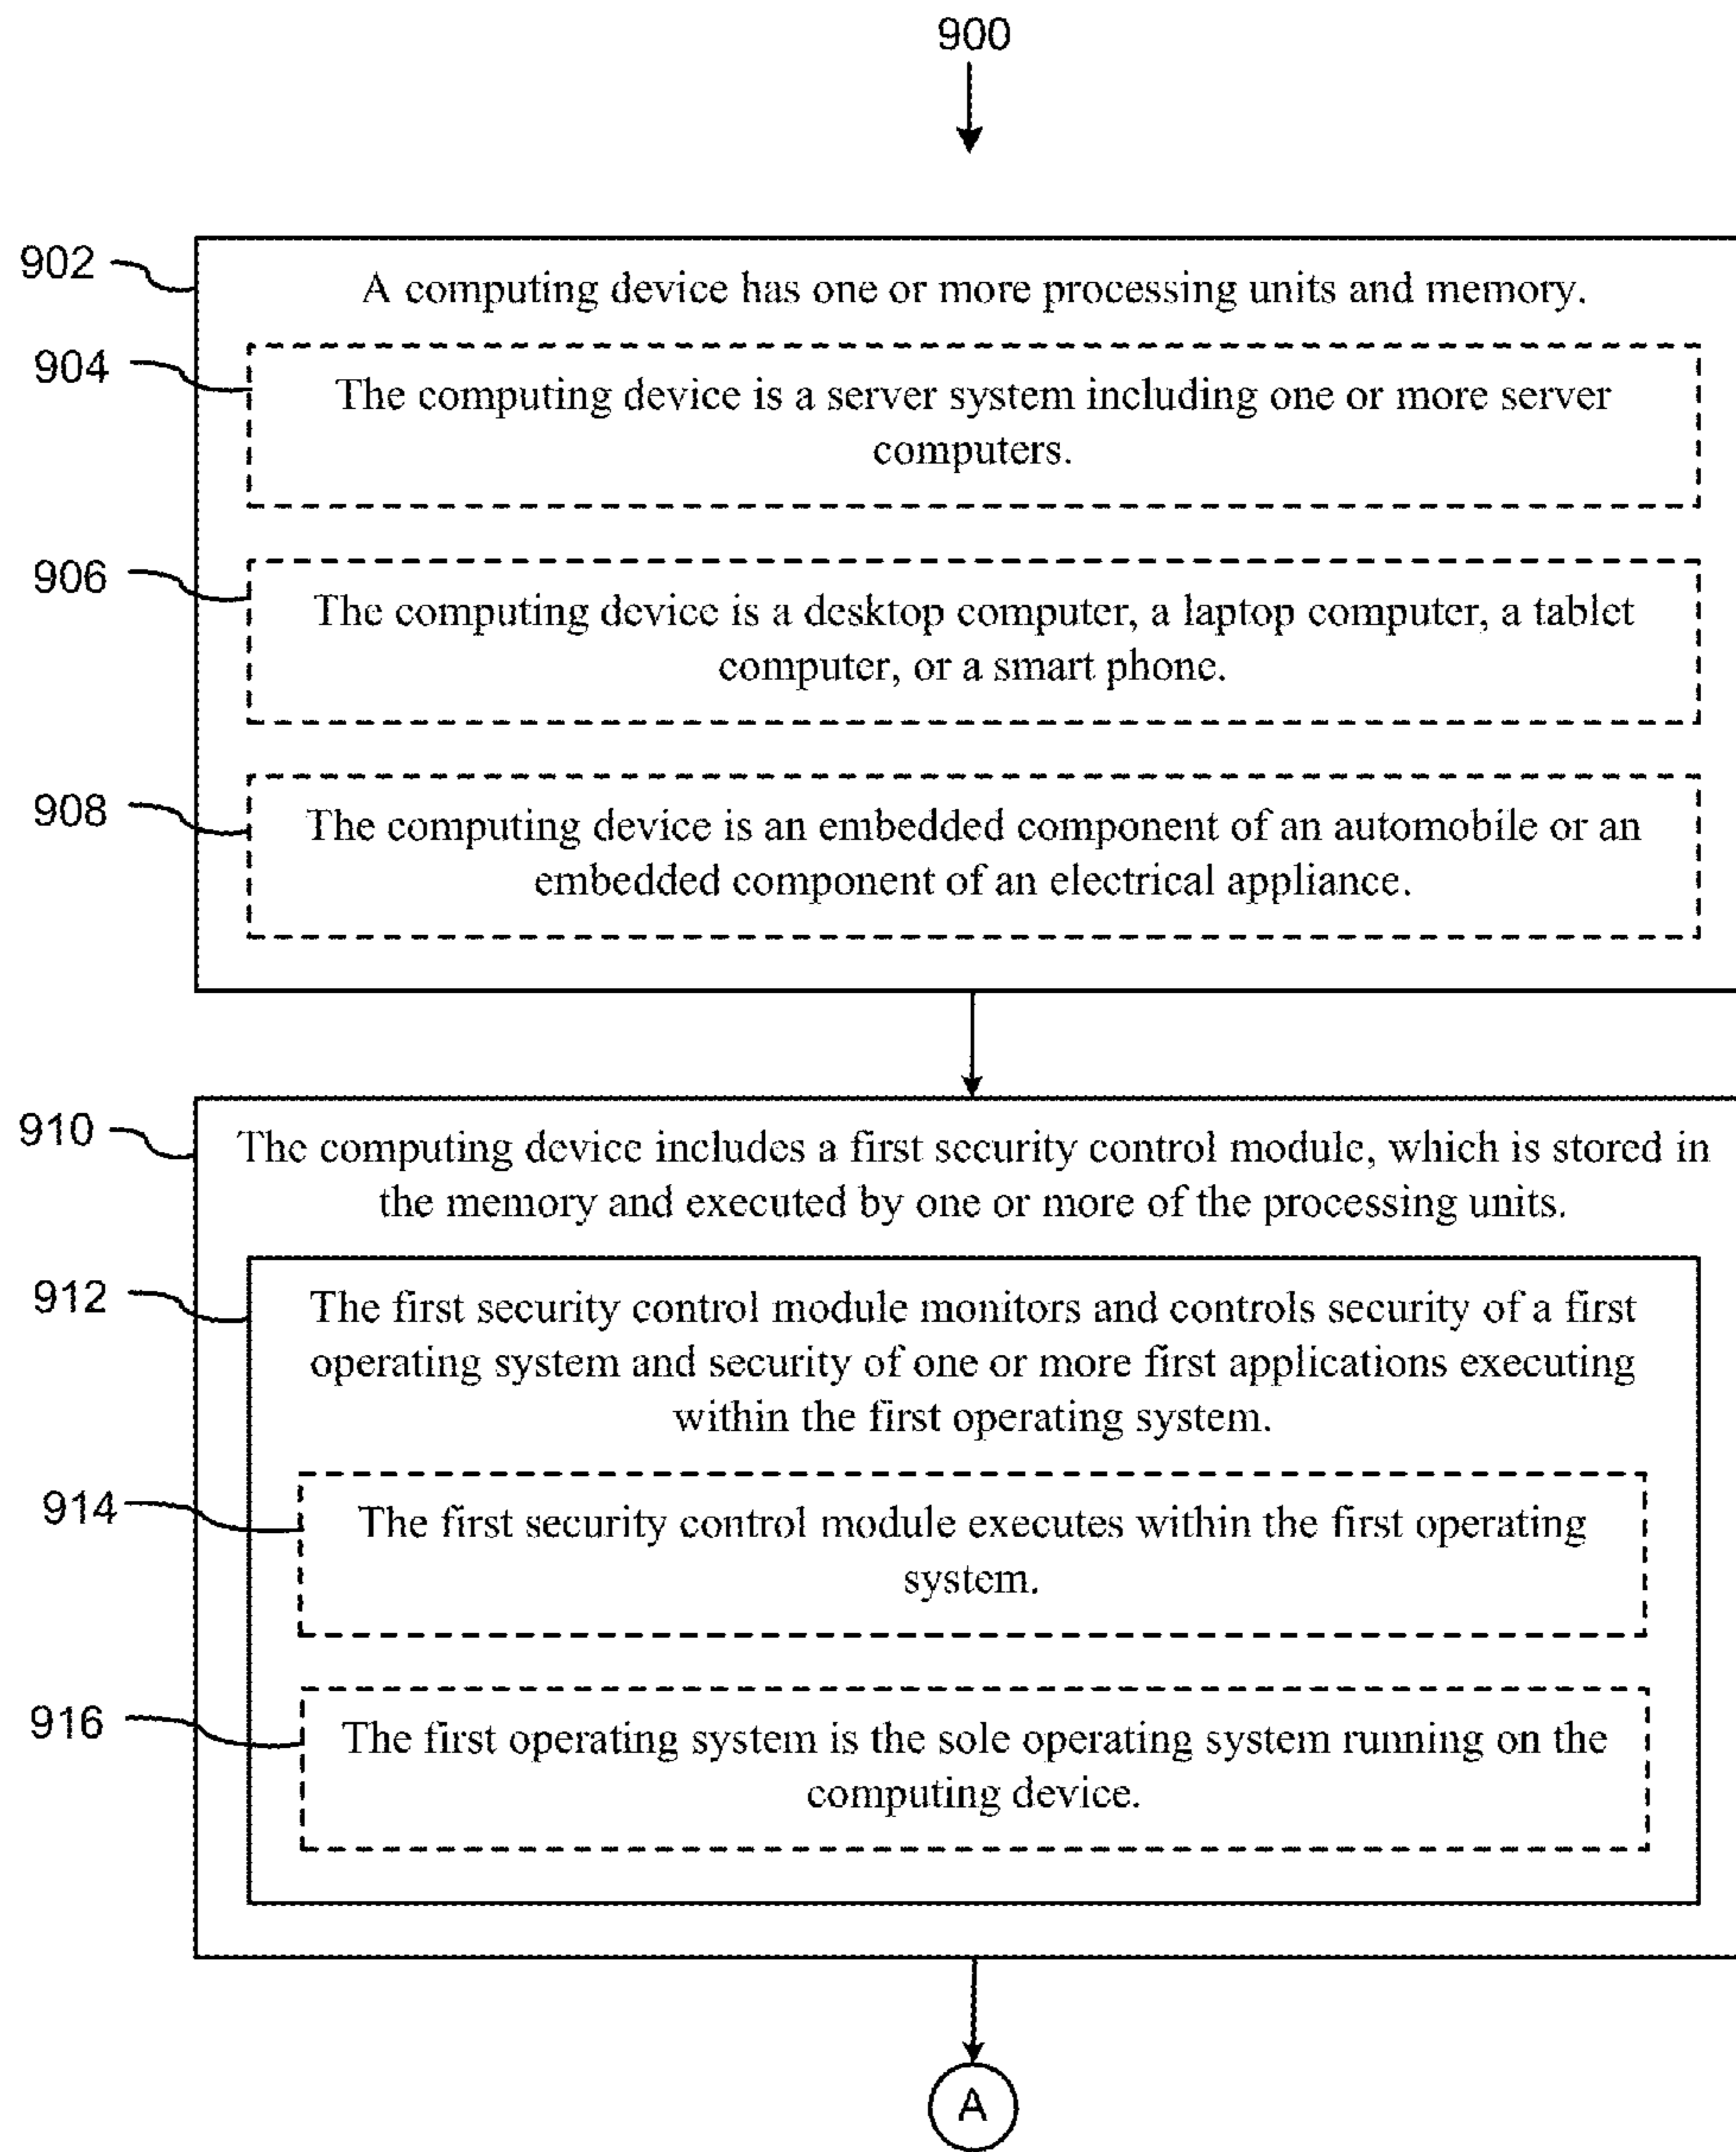 900
902
A computing device has one or more processing units and memory.
904
The computing device is a server system including one or more server
computers.
906
The computing device is a desktop computer, a laptop computer, a tablet
computer, or a smart phone.
908
The computing device is an embedded component of an automobile or an
embedded component of an electrical appliance.
910
The computing device includes a first security control module, which is stored in
the memory and executed by one or more of the processing units.
912
The first security control module monitors and controls security of a first
operating system and security of one or more first applications executing
within the first operating system.
914
The first security control module executes within the first operating
system.
916
The first operating system is the sole operating system running on the
computing device.
A